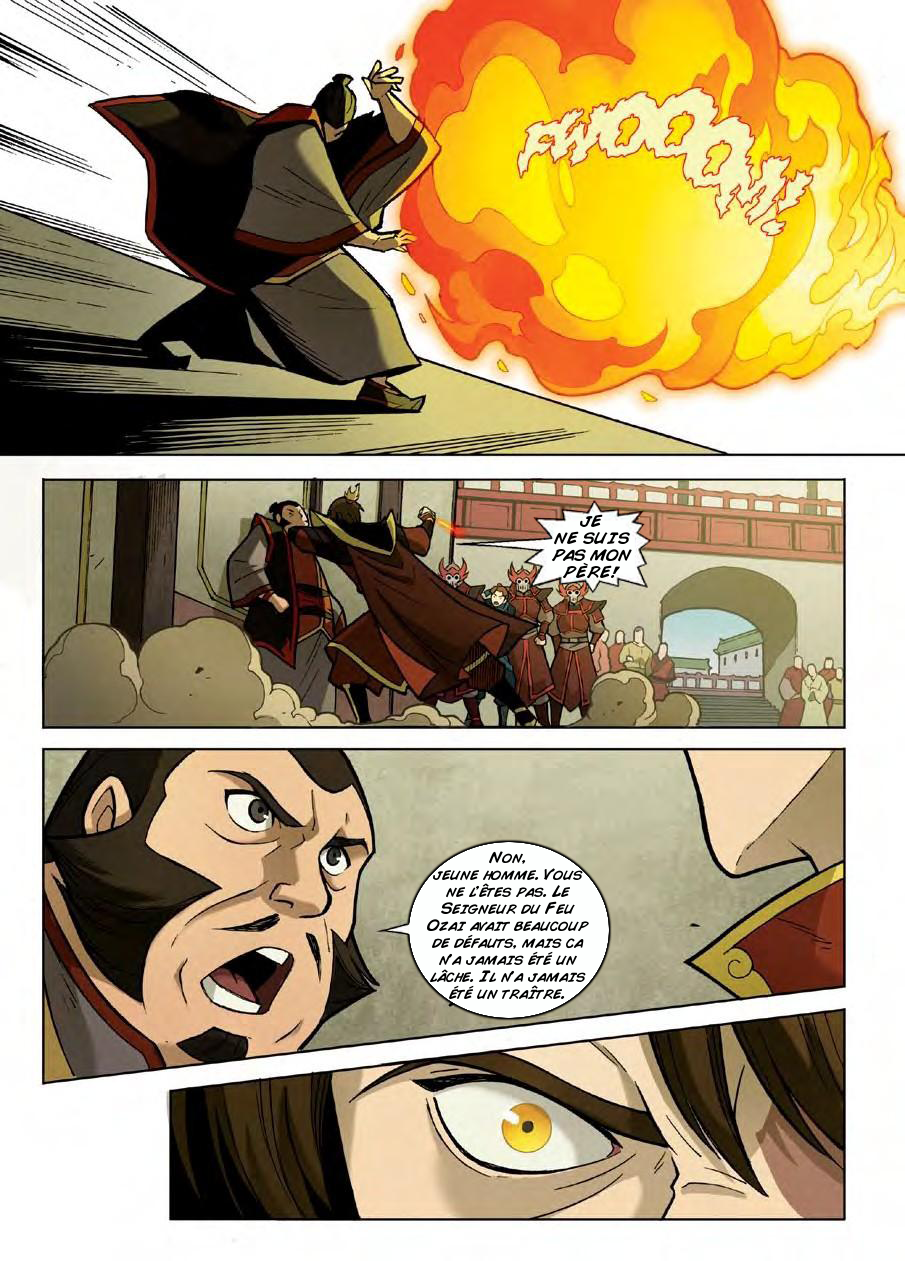 FWOOOM!
JE
NE SUIS
PAS MON
PÈRE!
NON,
JEUNE HOMME. VOUS
NE L'ÊTES PAS. LE
SEIGNEUR DU FEU
OZAI AVAIT BEAUCOUP
DE DÉFAUTS, MAIS CA
N'A JAMAIS ÉTÉ UN
LÂCHE. IL N'A JAMAIS
ÉTÉ UN TRAÎTRE.